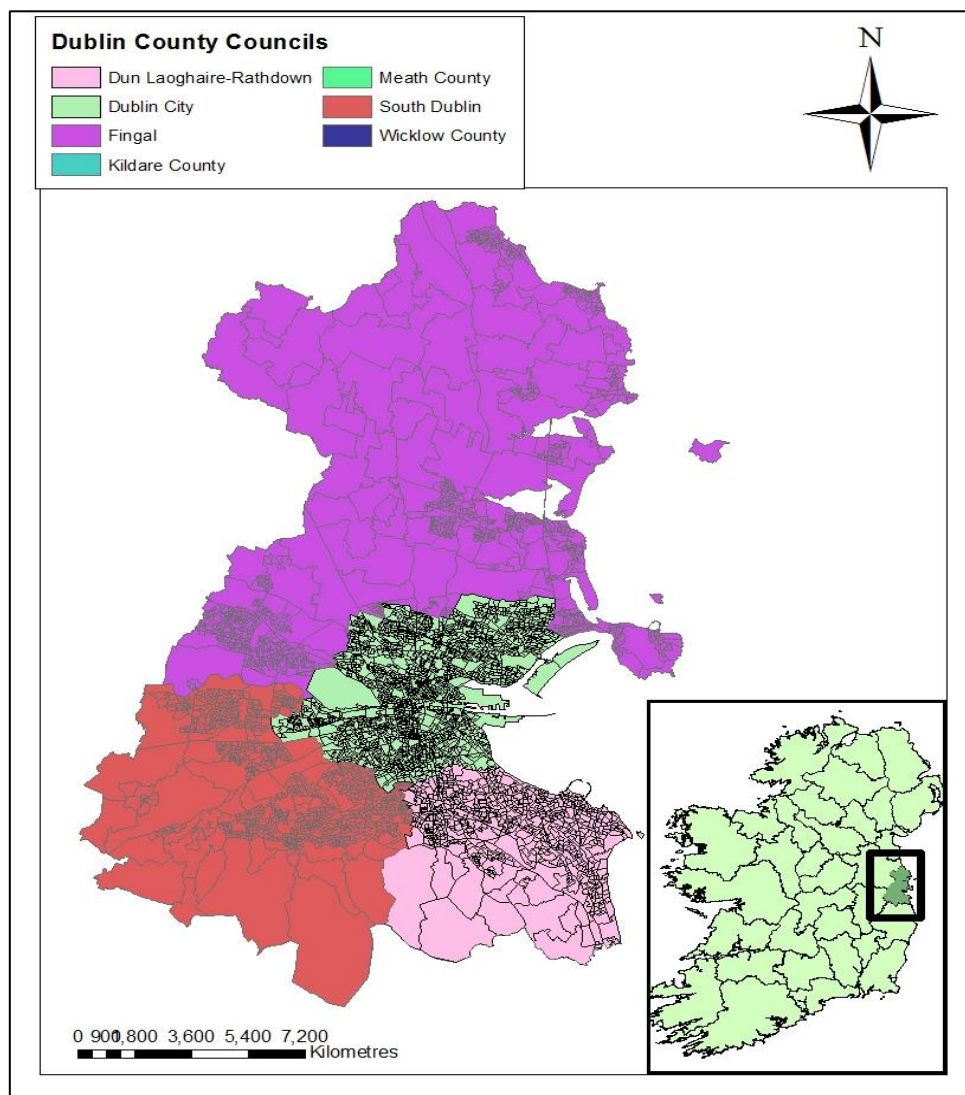 Dublin County Councils
Dun Laoghaire-Rathdown
Dublin City
Fingal
Kildare County
Meath County
South Dublin
Wicklow County
N
0 900 1,800 3,600 5,400 7,200
Kilometres